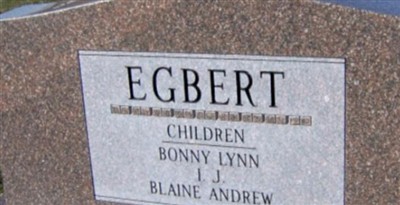 EGBERT
CHILDREN
BONNY LYNN
I. J.
BLAINE ANDREW